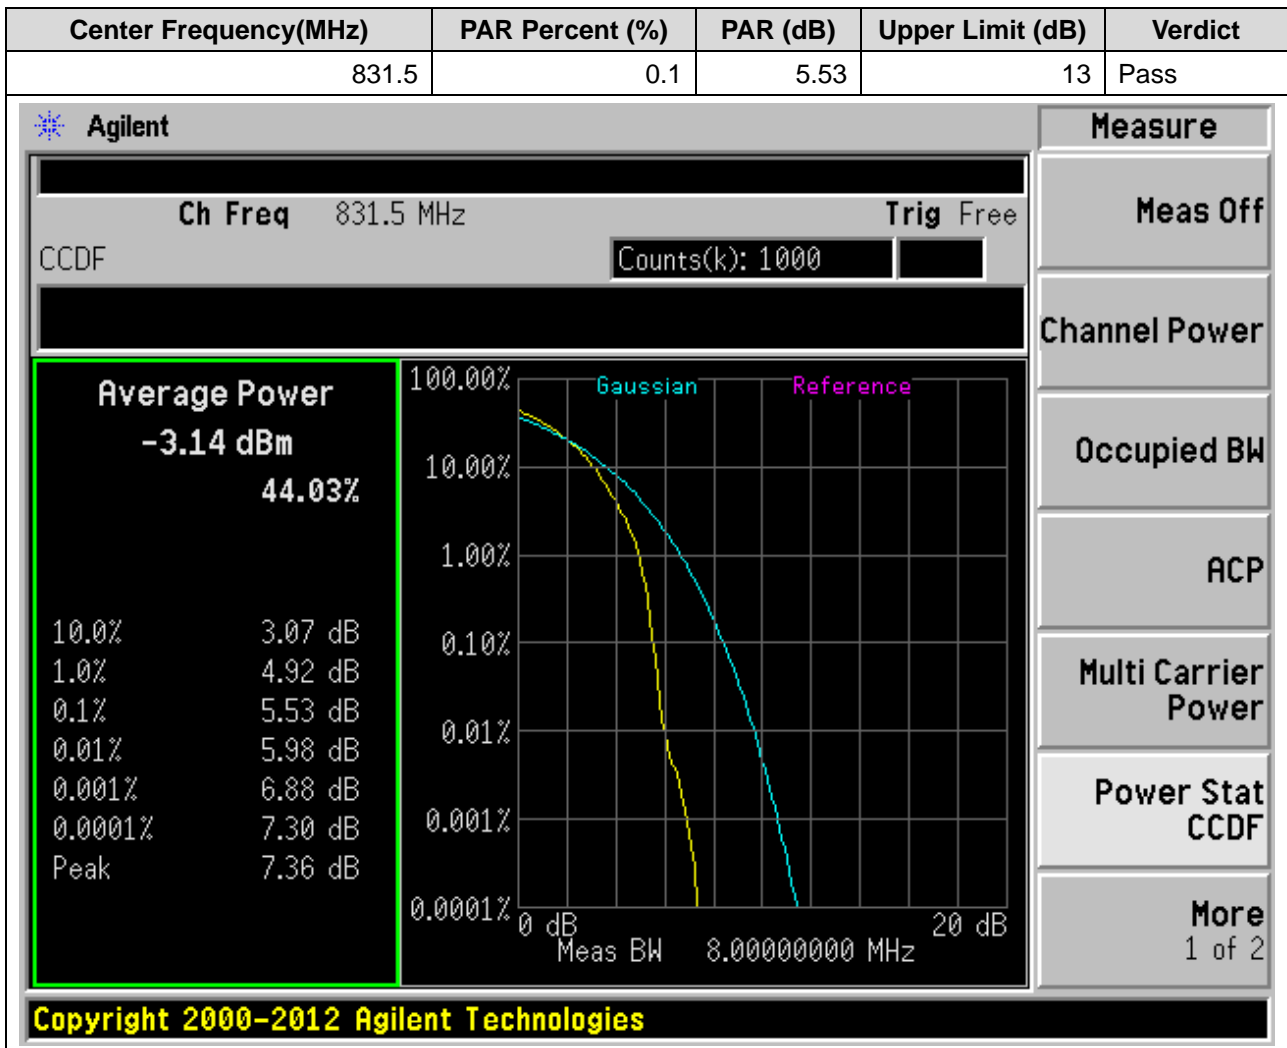 Center Frequency(MHz) PAR Percent (%) PAR (dB) Upper Limit (dB) Verdict
831.5 0.1 5.53 13 Pass
Agilent
Measure
Ch Freq 831.5 MHz Trig Free
CCDF Counts(k): 1000
Meas Off
Channel Power
Occupied BW
ACP
Multi Carrier
Power
Power Stat
CCDF
More
1 of 2
Average Power
-3.14 dBm
44.03%
10.0% 3.07 dB
1.0% 4.92 dB
0.1% 5.53 dB
0.01% 5.98 dB
0.001% 6.88 dB
0.0001% 7.30 dB
Peak 7.36 dB
Gaussian Reference
100.00%
10.00%
1.00%
0.10%
0.01%
0.001%
0.0001%
0 dB 20 dB
Meas BW 8.00000000 MHz
Copyright 2000-2012 Agilent Technologies